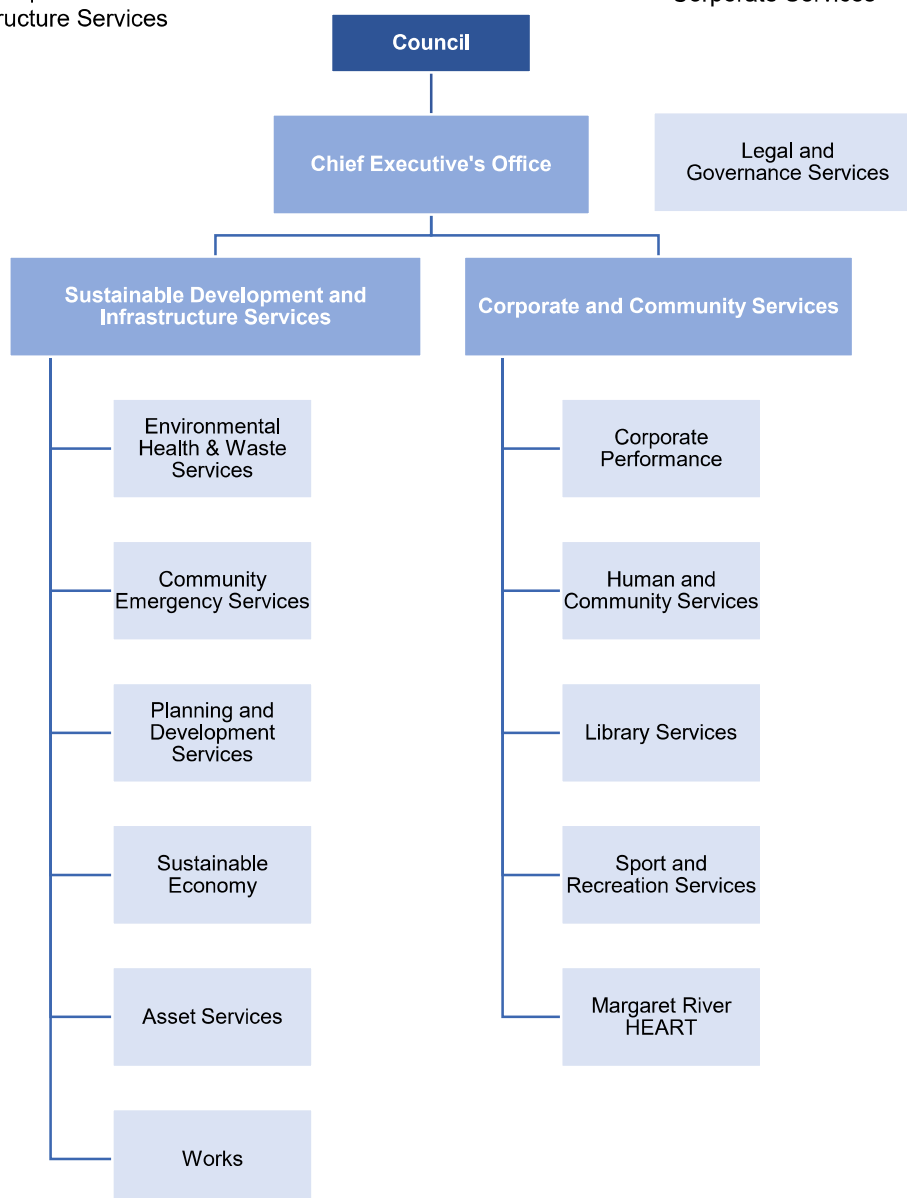 Services
Council
Chief Executive's Office
Legal and
Governance Services
Sustainable Development and
Infrastructure Services
Corporate and Community Services
Environmental
Health & Waste
Services
Corporate
Performance
Community
Emergency Services
Human and
Community Services
Planning and
Development
Services
Library Services
Sustainable
Economy
Sport and
Recreation Services
Asset Services
Margaret River
HEART
Works